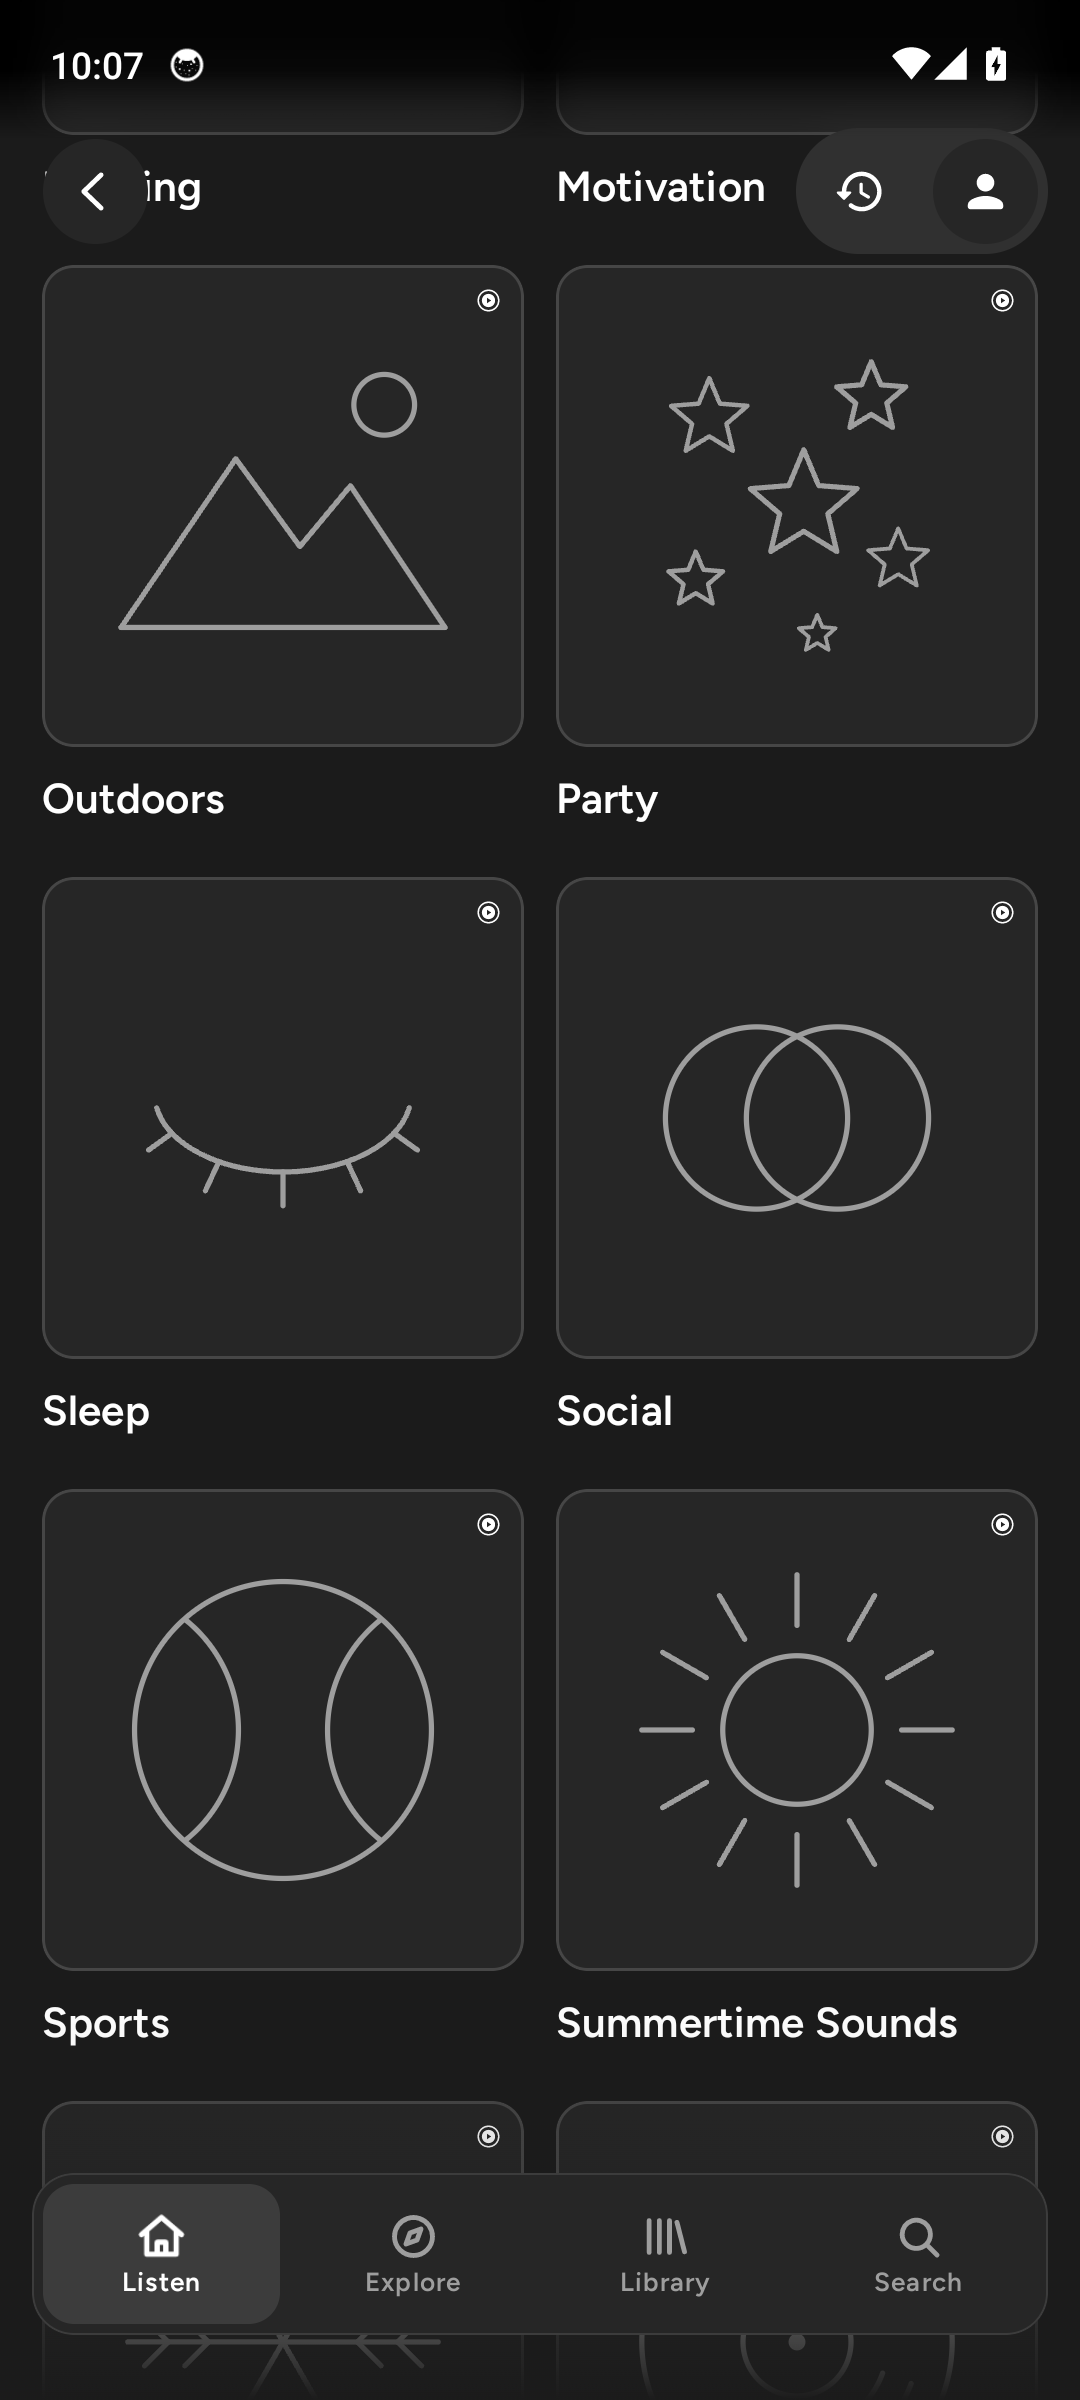 10:07
ing
Motivation
Outdoors
Party
Sleep
Social
Sports
Summertime Sounds
Listen
Explore
Library
Search